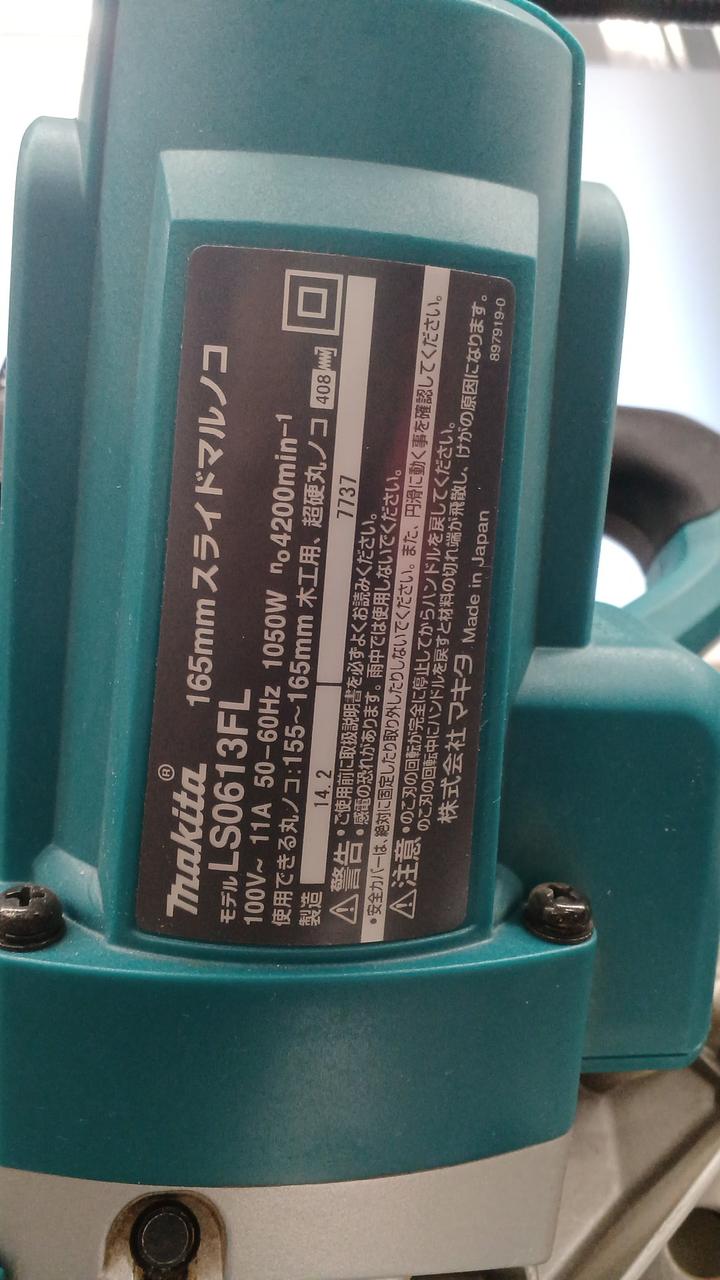 makita® 165mmスライドマルノコ
モデルLS0613FL
100V~ 11A 50-60Hz 1050W n₀4200min⁻¹
使用できる丸ノコ:155~165mm 木工用、超硬丸ノコ 408
製造 14.2 7737
⚠警告 •ご使用前に取扱説明書を必ずよくお読みください。
•感電の恐れがあります。雨中では使用しないでください。
•安全カバーは、絶対に固定したり取り外したりしないでください。また、円滑に動く事を確認してください。
⚠注意 •のこ刃の回転が完全に停止してからハンドルを戻してください。
のこ刃の回転中にハンドルを戻すと材料の切れ端が飛散し、けがの原因になります。
株式会社マキタ Made in Japan 897919-0